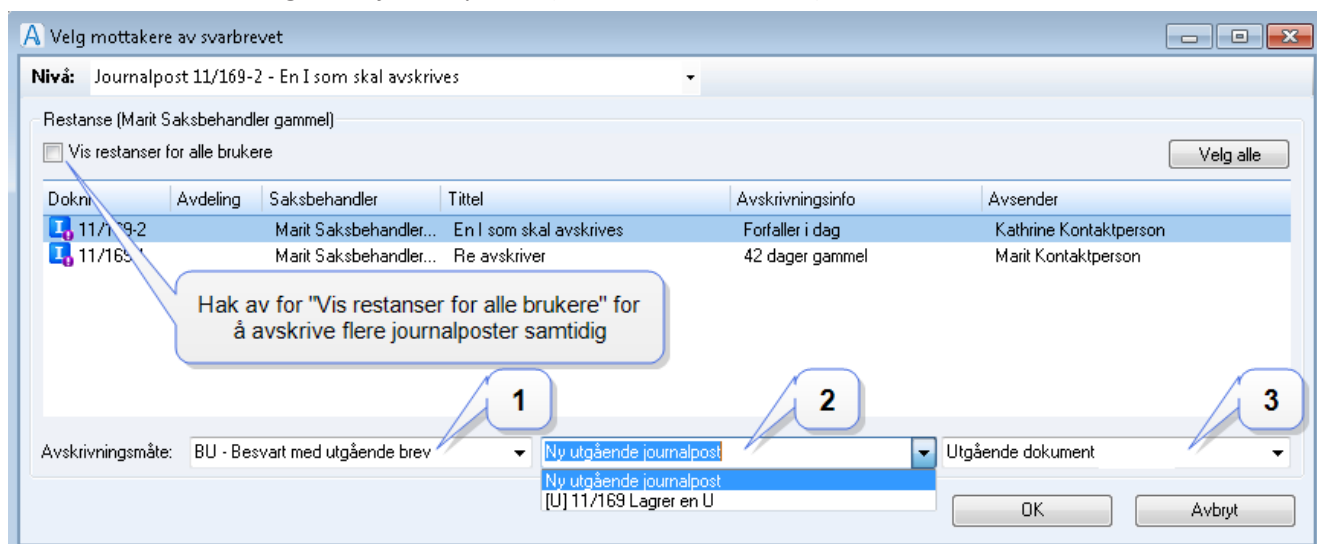 Velg mottakere av svarbrevet
Nivå: Journalpost 11/169-2 - En I som skal avskrives
Restanse (Marit Saksbehandler gammel)
Vis restanser for alle brukere
Velg alle
Avdeling Saksbehandler Tittel Avskrivningsinfo Avsender
11/169-2 Marit Saksbehandler... En I som skal avskrives Forfaller i dag Kathrine Kontaktperson
Marit Saksbehandler... Re avskriver 42 dager gammel Marit Kontaktperson
Hak av for "Vis restanser for alle brukere" for
å avskrive flere journalposter samtidig
1 2 3
Avskrivningsmåte: BU - Besvart med utgående brev Ny utgående journalpost Utgående dokument
Ny utgående journalpost
[U] 11/169 Lagrer en U
OK Avbryt